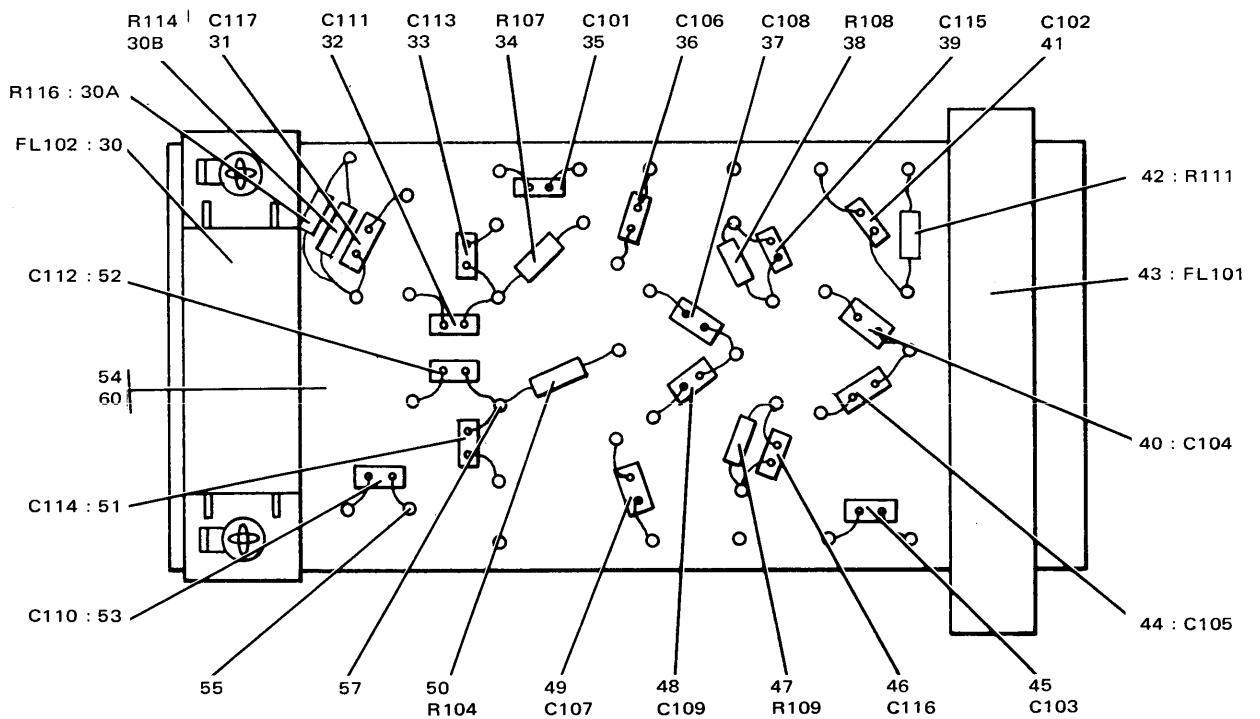 R114 C117 C111 C113 R107 C101 C106 C108 R108 C115 C102
30B 31 32 33 34 35 36 37 38 39 41
R116 : 30A
FL102 : 30
42 : R111
C112 : 52
43 : FL101
54
60
40 : C104
C114 : 51
C110 : 53
44 : C105
55 57 50 49 48 47 46 45
R104 C107 C109 R109 C116 C103